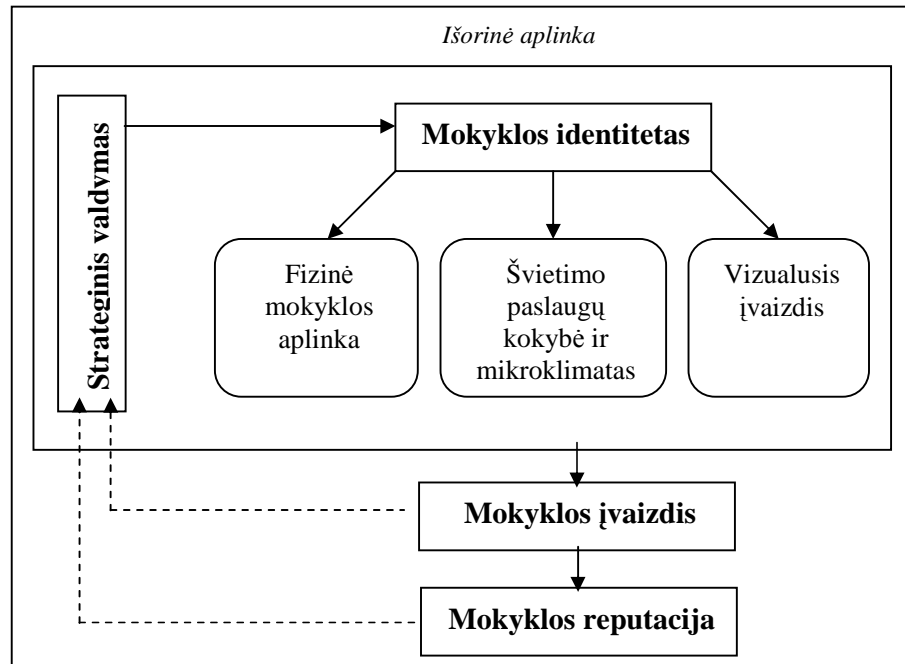 Išorinė aplinka
Strateginis valdymas
Mokyklos identitetas
Fizinė
mokyklos
aplinka
Švietimo
paslaugų
kokybė ir
mikroklimatas
Vizualusis
įvaizdis
Mokyklos įvaizdis
Mokyklos reputacija